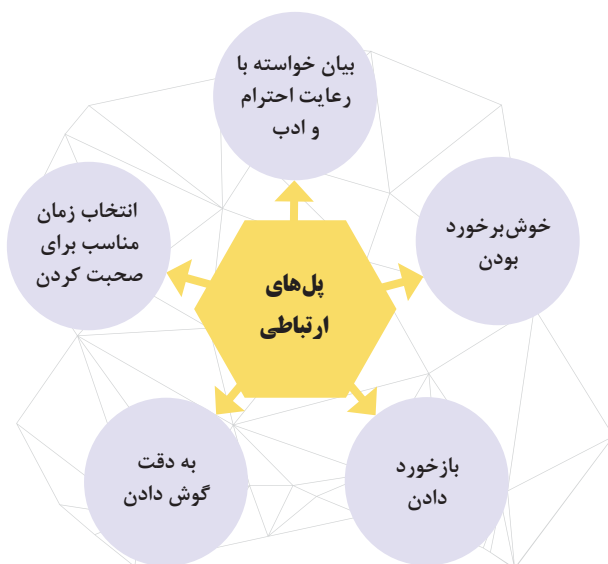 بیان خواسته با
رعایت احترام
و ادب
خوش‌برخورد
بودن
انتخاب زمان
مناسب برای
صحبت کردن
پل‌های
ارتباطی
بازخورد
دادن
به دقت
گوش دادن